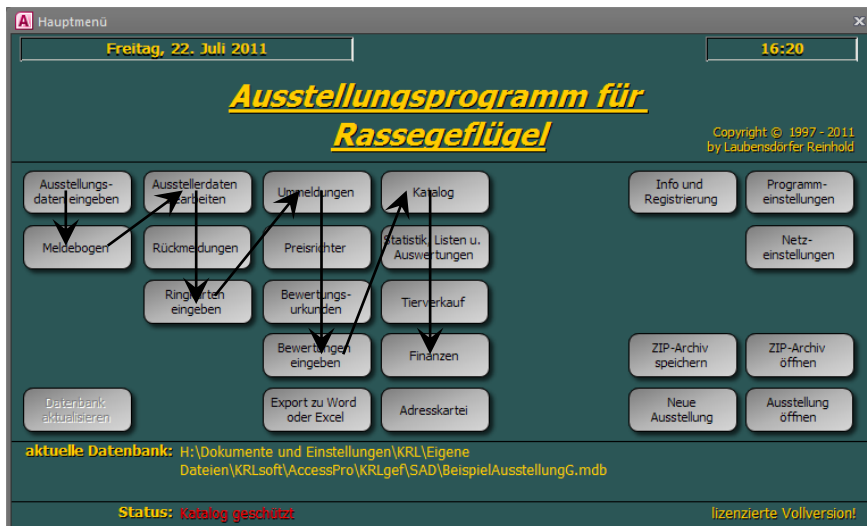 Hauptmenü
Freitag, 22. Juli 2011
16:20
Ausstellungsprogramm für
Rassegeflügel
Copyright © 1997 - 2011
by Laubensdörfer Reinhold
Ausstellungs-
daten eingeben
Ausstellerdaten
bearbeiten
Ummeldungen
Katalog
Info und
Registrierung
Programm-
einstellungen
Meldebogen
Rückmeldungen
Preisrichter
Statistik, Listen u.
Auswertungen
Netz-
einstellungen
Ringkarten
eingeben
Bewertungs-
urkunden
Tierverkauf
Bewertungen
eingeben
Finanzen
ZIP-Archiv
speichern
ZIP-Archiv
öffnen
Datenbank
aktualisieren
Export zu Word
oder Excel
Adresskartei
Neue
Ausstellung
Ausstellung
öffnen
aktuelle Datenbank: H:\Dokumente und Einstellungen\KRL\Eigene
Dateien\KRLsoft\AccessPro\KRLgef\SAD\BeispielAusstellungG.mdb
Status: Katalog geschützt
lizenzierte Vollversion!